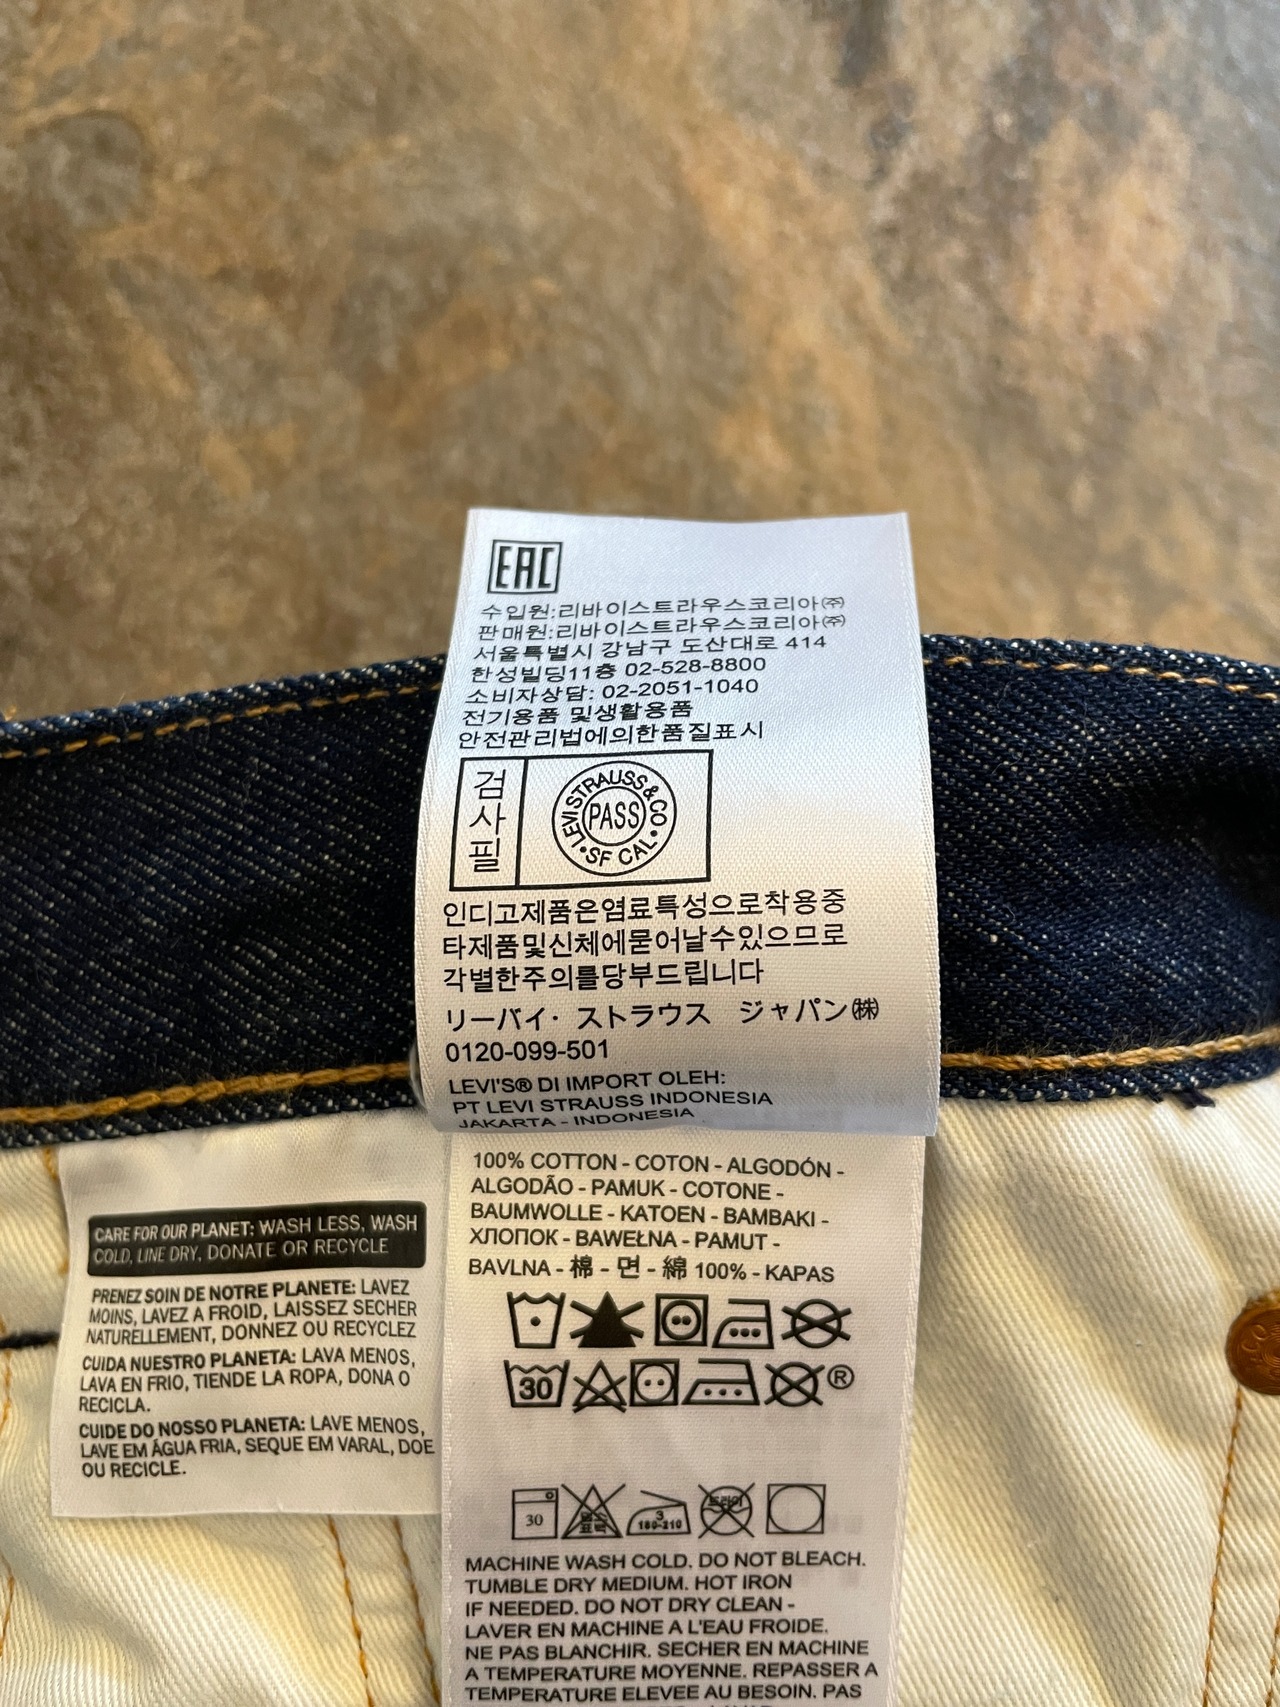 EAC
수입원:리바이스트라우스코리아㈜
판매원:리바이스트라우스코리아㈜
서울특별시 강남구 도산대로 414
한성빌딩11층 02-528-8800
소비자상담: 02-2051-1040
전기용품 및생활용품
안전관리법에의한품질표시
검사필
LEVI STRAUSS & CO
PASS
SF CAL
인디고제품은염료특성으로착용중
타제품및신체에묻어날수있으므로
각별한주의를당부드립니다
リーバイ· ストラウス ジャパン㈱
0120-099-501
LEVI'S® DI IMPORT OLEH:
PT LEVI STRAUSS INDONESIA
JAKARTA - INDONESIA
100% COTTON - COTON - ALGODÓN -
ALGODÃO - PAMUK - COTONE -
BAUMWOLLE - KATOEN - BAMBAKI -
ХЛОПОК - BAWEŁNA - PAMUT -
BAVLNA - 棉 - 면 - 綿 100% - KAPAS
30 ®
30 염소표백 3 180-210 드라이
MACHINE WASH COLD. DO NOT BLEACH.
TUMBLE DRY MEDIUM. HOT IRON
IF NEEDED. DO NOT DRY CLEAN -
LAVER EN MACHINE A L'EAU FROIDE.
NE PAS BLANCHIR. SECHER EN MACHINE
A TEMPERATURE MOYENNE. REPASSER A
TEMPERATURE ELEVEE AU BESOIN. PAS
CARE FOR OUR PLANET: WASH LESS, WASH
COLD, LINE DRY, DONATE OR RECYCLE
PRENEZ SOIN DE NOTRE PLANETE: LAVEZ
MOINS, LAVEZ A FROID, LAISSEZ SECHER
NATURELLEMENT, DONNEZ OU RECYCLEZ
CUIDA NUESTRO PLANETA: LAVA MENOS,
LAVA EN FRIO, TIENDE LA ROPA, DONA O
RECICLA.
CUIDE DO NOSSO PLANETA: LAVE MENOS,
LAVE EM ÁGUA FRIA, SEQUE EM VARAL, DOE
OU RECICLE.